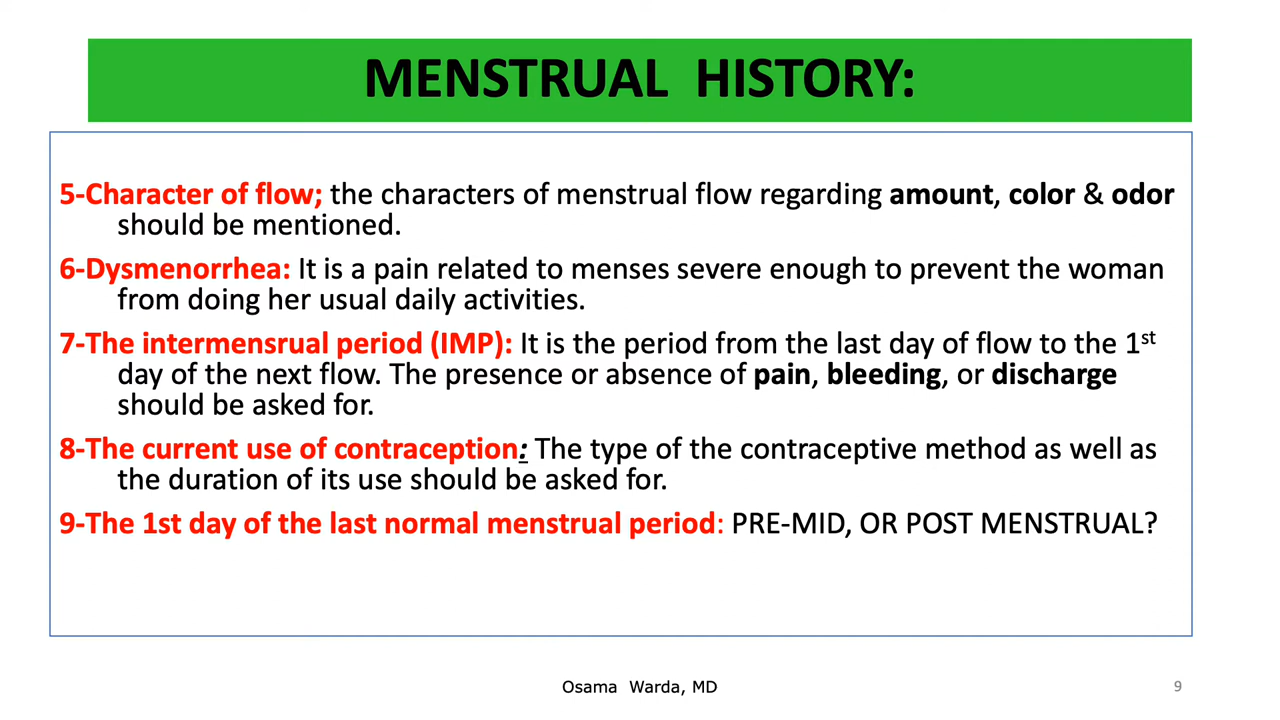 MENSTRUAL HISTORY:
5-Character of flow; the characters of menstrual flow regarding amount, color & odor
should be mentioned.
6-Dysmenorrhea: It is a pain related to menses severe enough to prevent the woman
from doing her usual daily activities.
7-The intermensrual period (IMP): It is the period from the last day of flow to the 1st
day of the next flow. The presence or absence of pain, bleeding, or discharge
should be asked for.
8-The current use of contraception: The type of the contraceptive method as well as
the duration of its use should be asked for.
9-The 1st day of the last normal menstrual period: PRE-MID, OR POST MENSTRUAL?
Osama Warda, MD
9